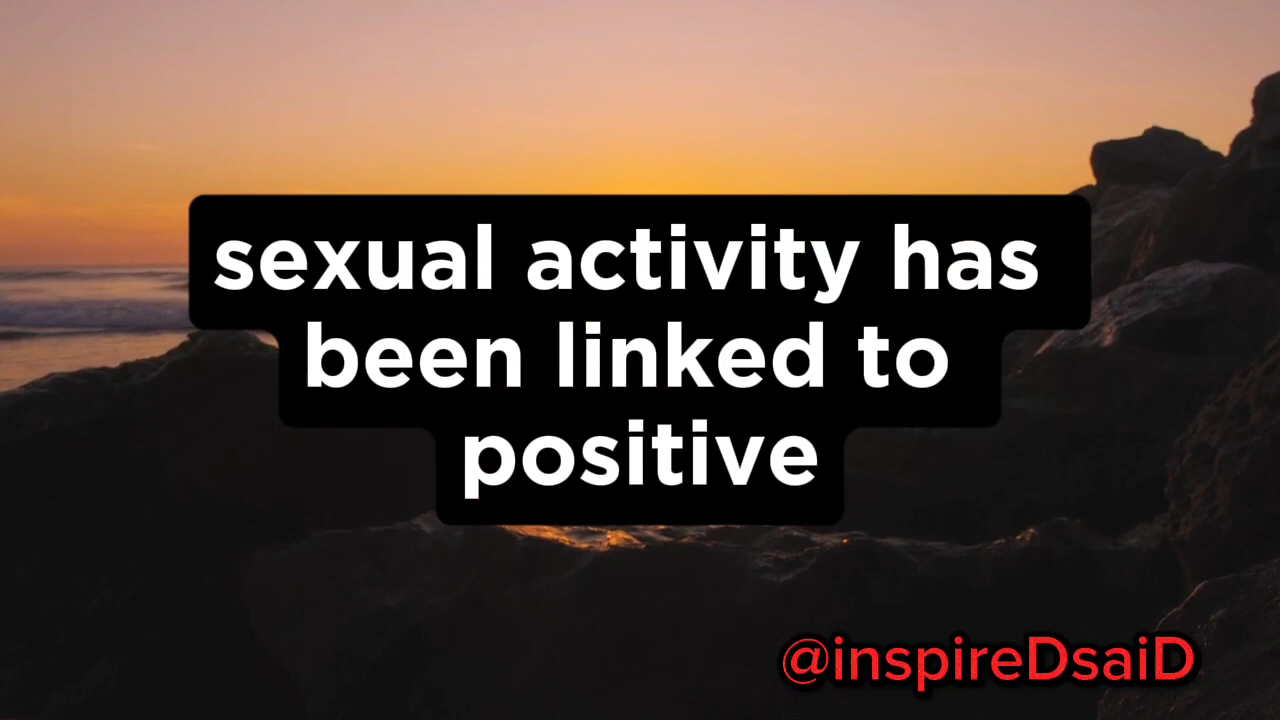 sexual activity has
been linked to
positive
@inspireDsaiD